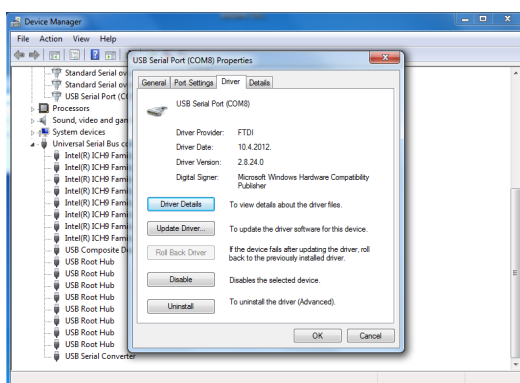 Device Manager
File Action View Help
Standard Serial ov
Standard Serial ov
USB Serial Port (CO
Processors
Sound, video and gam
System devices
Universal Serial Bus co
Intel(R) ICH9 Fami
Intel(R) ICH9 Fami
Intel(R) ICH9 Fami
Intel(R) ICH9 Fami
Intel(R) ICH9 Fami
Intel(R) ICH9 Fami
Intel(R) ICH9 Fami
Intel(R) ICH9 Fami
USB Composite De
USB Root Hub
USB Root Hub
USB Root Hub
USB Root Hub
USB Root Hub
USB Root Hub
USB Root Hub
USB Root Hub
USB Serial Converter
USB Serial Port (COM8) Properties
General Port Settings Driver Details
USB Serial Port (COM8)
Driver Provider: FTDI
Driver Date: 10.4.2012.
Driver Version: 2.8.24.0
Digital Signer: Microsoft Windows Hardware Compatibility
Publisher
Driver Details To view details about the driver files.
Update Driver... To update the driver software for this device.
Roll Back Driver If the device fails after updating the driver, roll
back to the previously installed driver.
Disable Disables the selected device.
Uninstall To uninstall the driver (Advanced).
OK Cancel